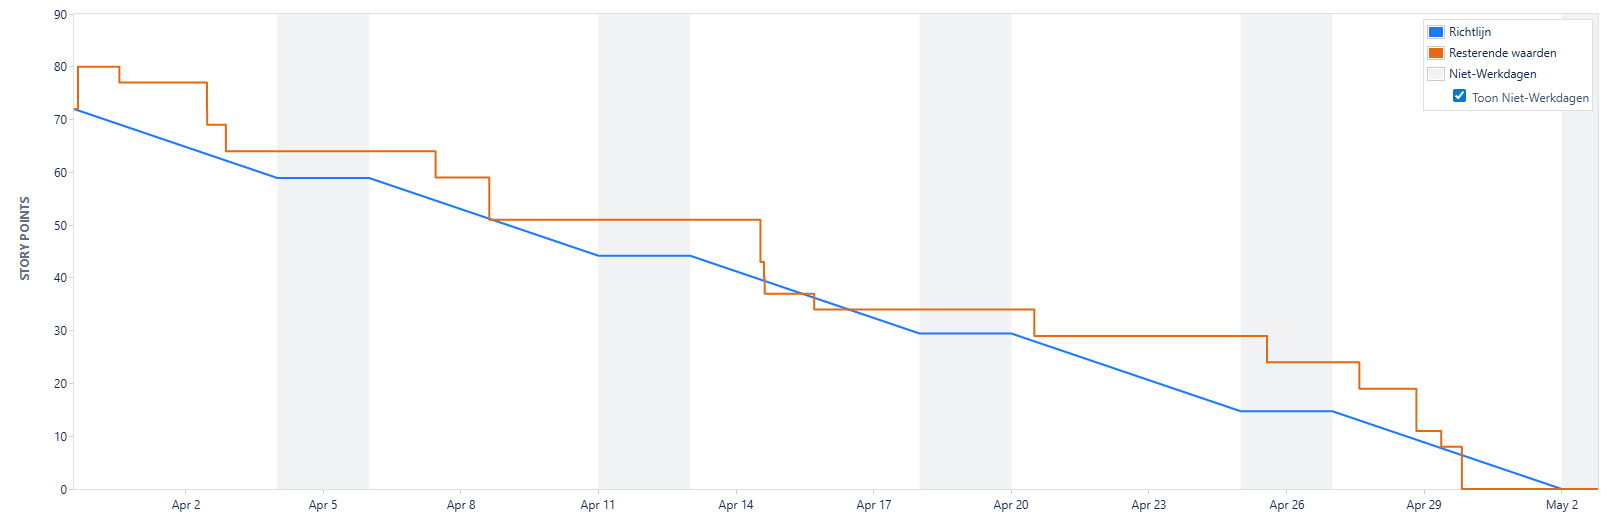 90
80
70
60
50
40
30
20
10
0
STORY POINTS
Richtlijn
Resterende waarden
Niet-Werkdagen
Toon Niet-Werkdagen
Apr 2 Apr 5 Apr 8 Apr 11 Apr 14 Apr 17 Apr 20 Apr 23 Apr 26 Apr 29 May 2